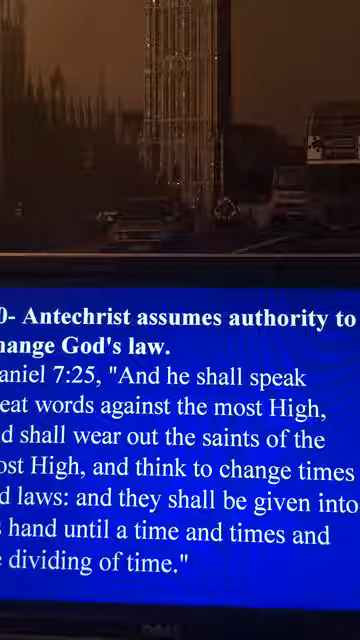 0- Antechrist assumes authority to
hange God's law.
aniel 7:25, "And he shall speak
eat words against the most High,
d shall wear out the saints of the
ost High, and think to change times
d laws: and they shall be given into
s hand until a time and times and
e dividing of time."
DELL